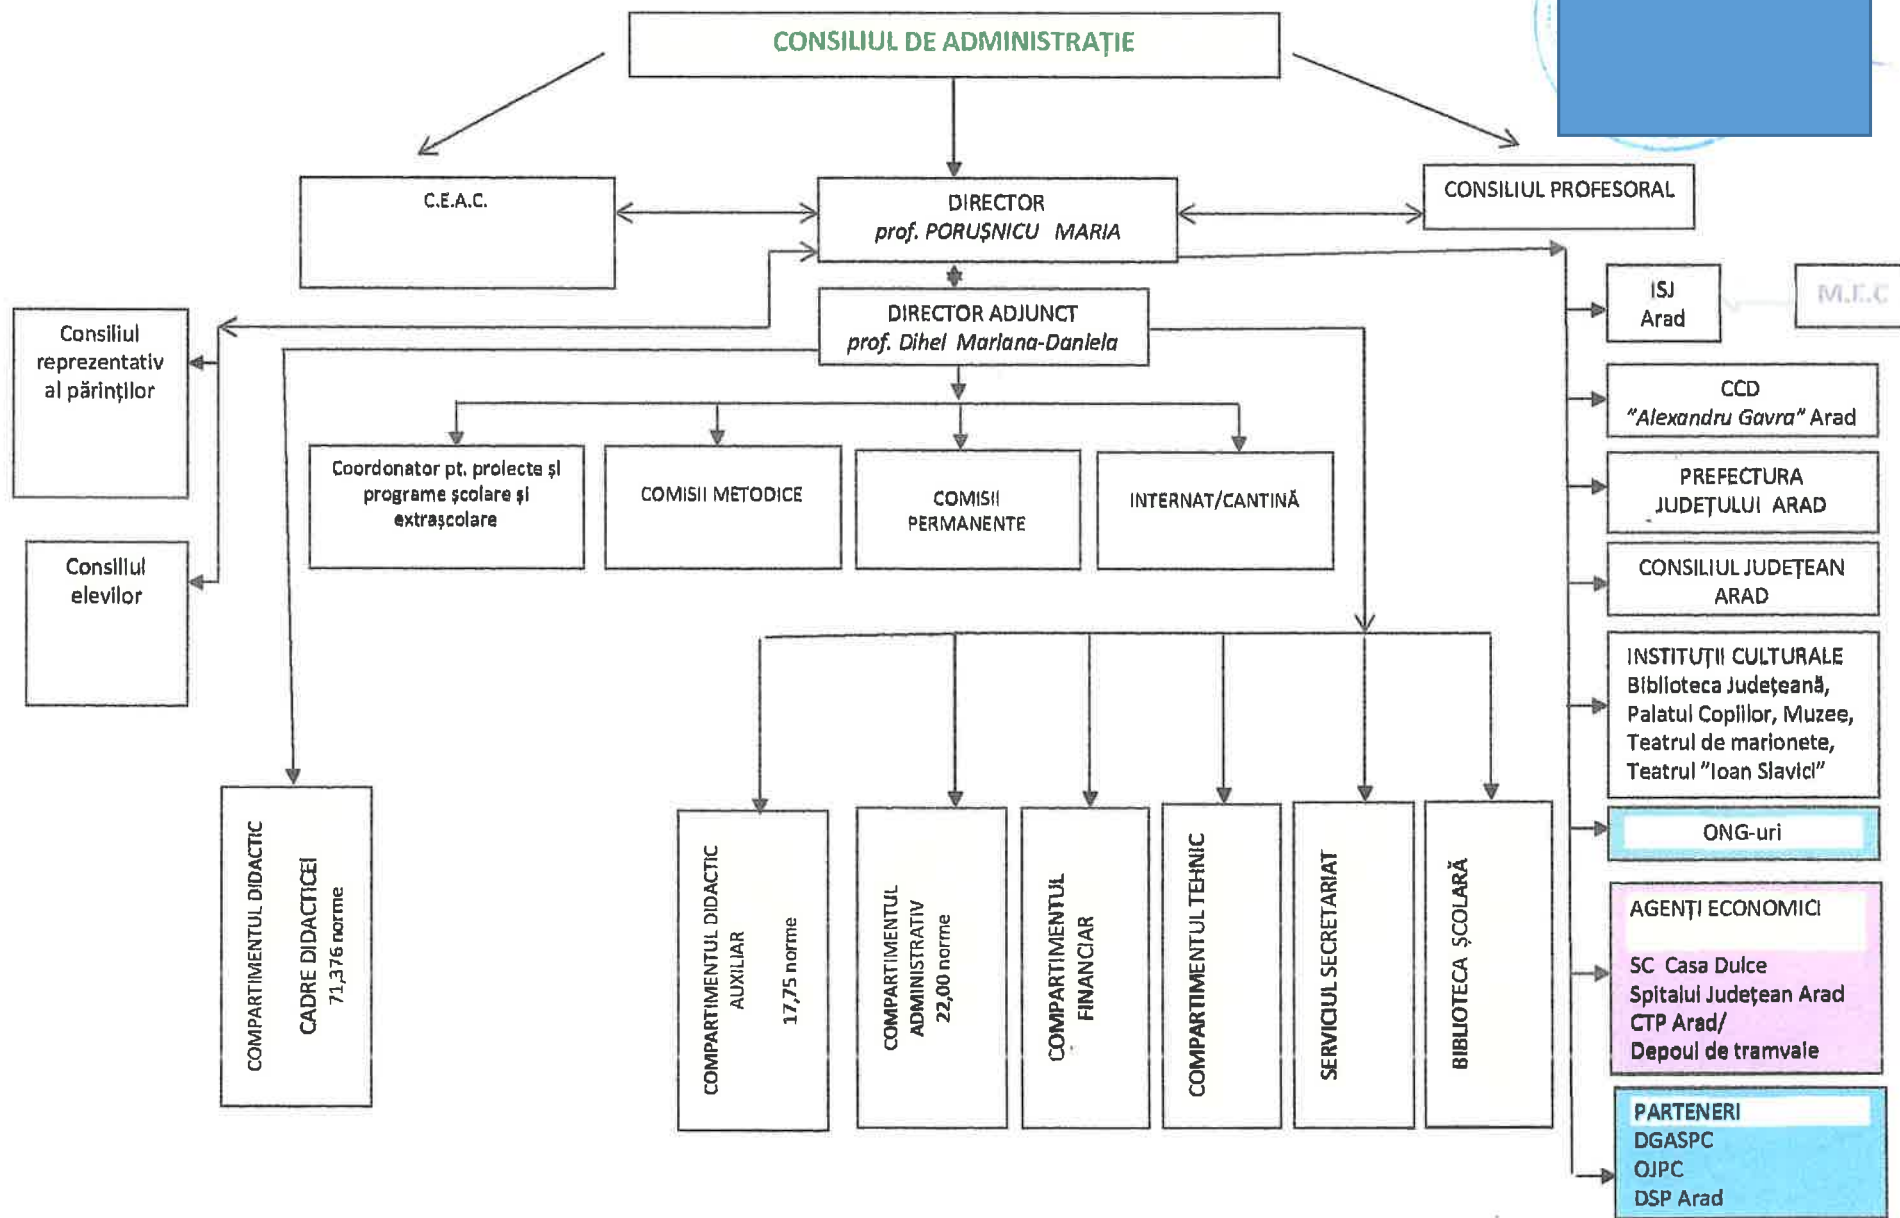 CONSILIUL DE ADMINISTRAȚIE
C.E.A.C.
DIRECTOR
prof. PORUȘNICU MARIA
CONSILIUL PROFESORAL
DIRECTOR ADJUNCT
prof. Dihel Mariana-Daniela
Consiliul
reprezentativ
al părinților
Consiliul
elevilor
Coordonator pt. proiecte și
programe școlare și
extrașcolare
COMISII METODICE
COMISII
PERMANENTE
INTERNAT/CANTINĂ
COMPARTIMENTUL DIDACTIC
CADRE DIDACTICEI
71,376 norme
COMPARTIMENTUL DIDACTIC
AUXILIAR
17,75 norme
COMPARTIMENTUL
ADMINISTRATIV
22,00 norme
COMPARTIMENTUL
FINANCIAR
COMPARTIMENTUL TEHNIC
SERVICIUL SECRETARIAT
BIBLIOTECA ȘCOLARĂ
ISJ
Arad
M.E.C
CCD
"Alexandru Gavra" Arad
PREFECTURA
JUDEȚULUI ARAD
CONSILIUL JUDEȚEAN
ARAD
INSTITUȚII CULTURALE
Biblioteca Județeană,
Palatul Copiilor, Muzee,
Teatrul de marionete,
Teatrul "Ioan Slavici"
ONG-uri
AGENȚI ECONOMICI
SC Casa Dulce
Spitalul Județean Arad
CTP Arad/
Depoul de tramvaie
PARTENERI
DGASPC
OJPC
DSP Arad